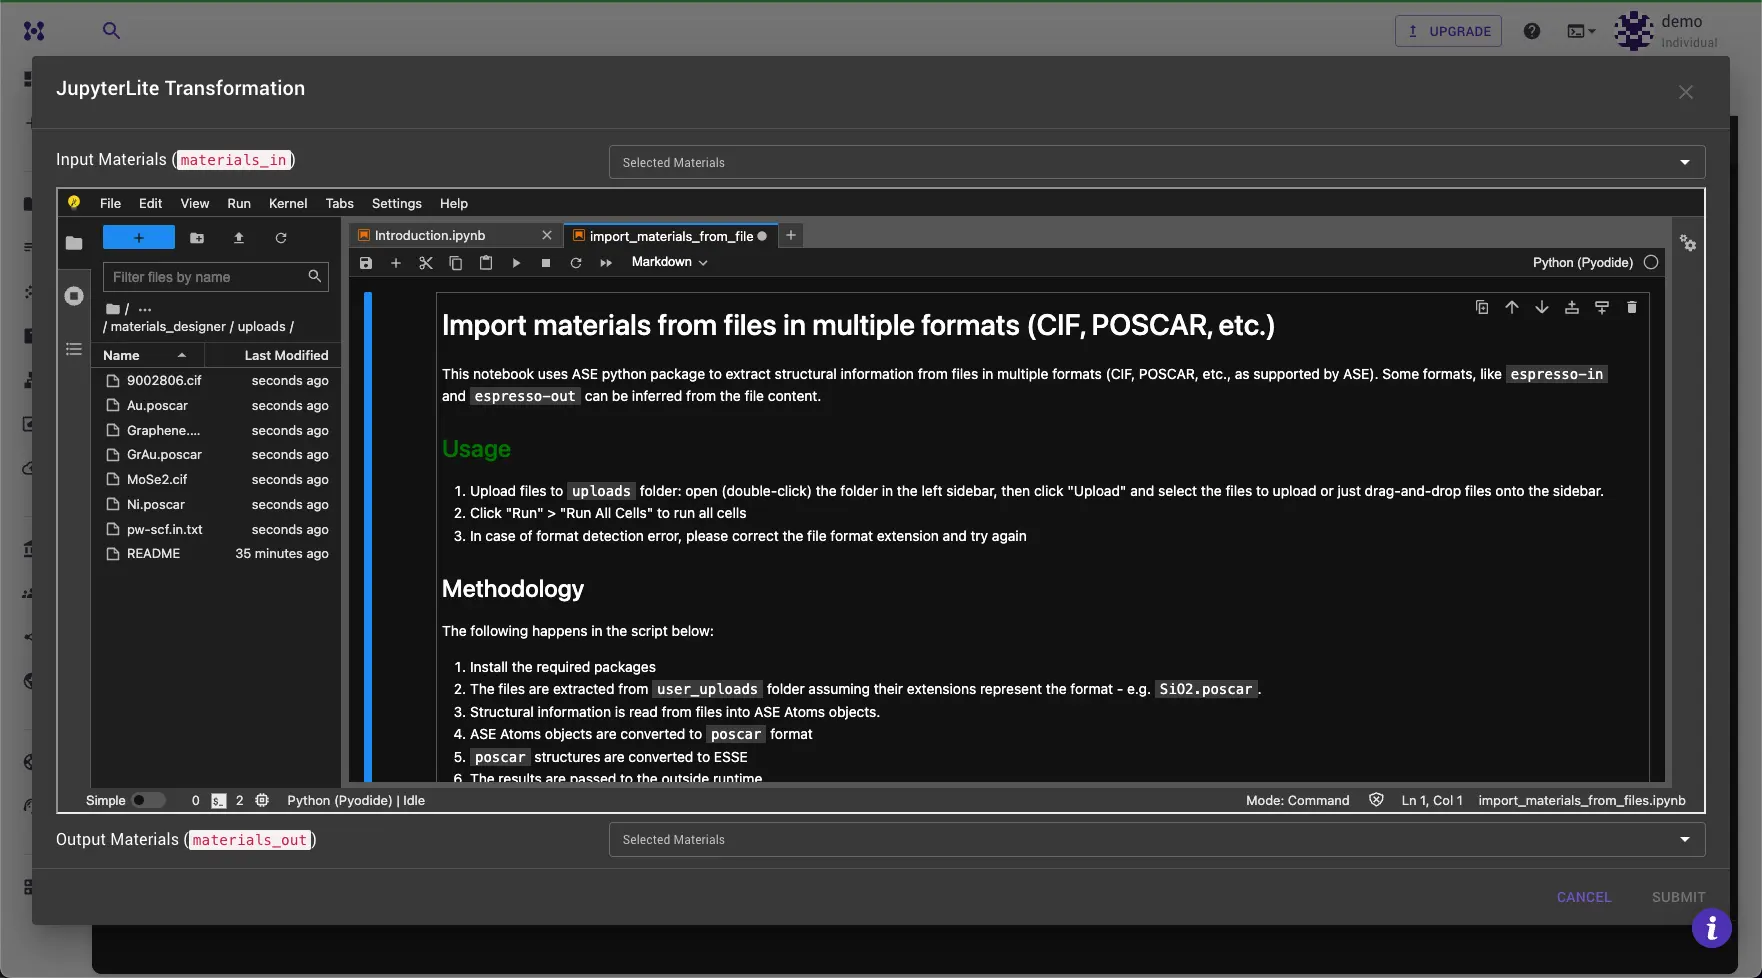 UPGRADE
demo
Individual
JupyterLite Transformation
Input Materials (materials_in)
Selected Materials
File Edit View Run Kernel Tabs Settings Help
+
Introduction.ipynb
import_materials_from_file
+
Filter files by name
Markdown
Python (Pyodide)
/ ...
/ materials_designer / uploads /
Name Last Modified
9002806.cif seconds ago
Au.poscar seconds ago
Graphene.... seconds ago
GrAu.poscar seconds ago
MoSe2.cif seconds ago
Ni.poscar seconds ago
pw-scf.in.txt seconds ago
README 35 minutes ago
Import materials from files in multiple formats (CIF, POSCAR, etc.)
This notebook uses ASE python package to extract structural information from files in multiple formats (CIF, POSCAR, etc., as supported by ASE). Some formats, like espresso-in
and espresso-out can be inferred from the file content.
Usage
1. Upload files to uploads folder: open (double-click) the folder in the left sidebar, then click "Upload" and select the files to upload or just drag-and-drop files onto the sidebar.
2. Click "Run" > "Run All Cells" to run all cells
3. In case of format detection error, please correct the file format extension and try again
Methodology
The following happens in the script below:
1. Install the required packages
2. The files are extracted from user_uploads folder assuming their extensions represent the format - e.g. SiO2.poscar.
3. Structural information is read from files into ASE Atoms objects.
4. ASE Atoms objects are converted to poscar format
5. poscar structures are converted to ESSE
6. The results are passed to the outside runtime
Simple 0 2 Python (Pyodide) | Idle
Mode: Command Ln 1, Col 1 import_materials_from_files.ipynb
Output Materials (materials_out)
Selected Materials
CANCEL
SUBMIT